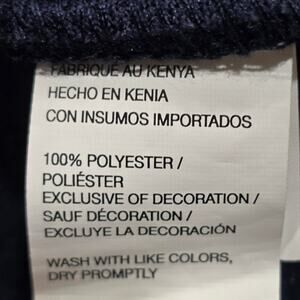 FABRIQUÉ AU KENYA
HECHO EN KENIA
CON INSUMOS IMPORTADOS
100% POLYESTER /
POLIÉSTER
EXCLUSIVE OF DECORATION /
SAUF DÉCORATION /
EXCLUYE LA DECORACIÓN
WASH WITH LIKE COLORS,
DRY PROMPTLY